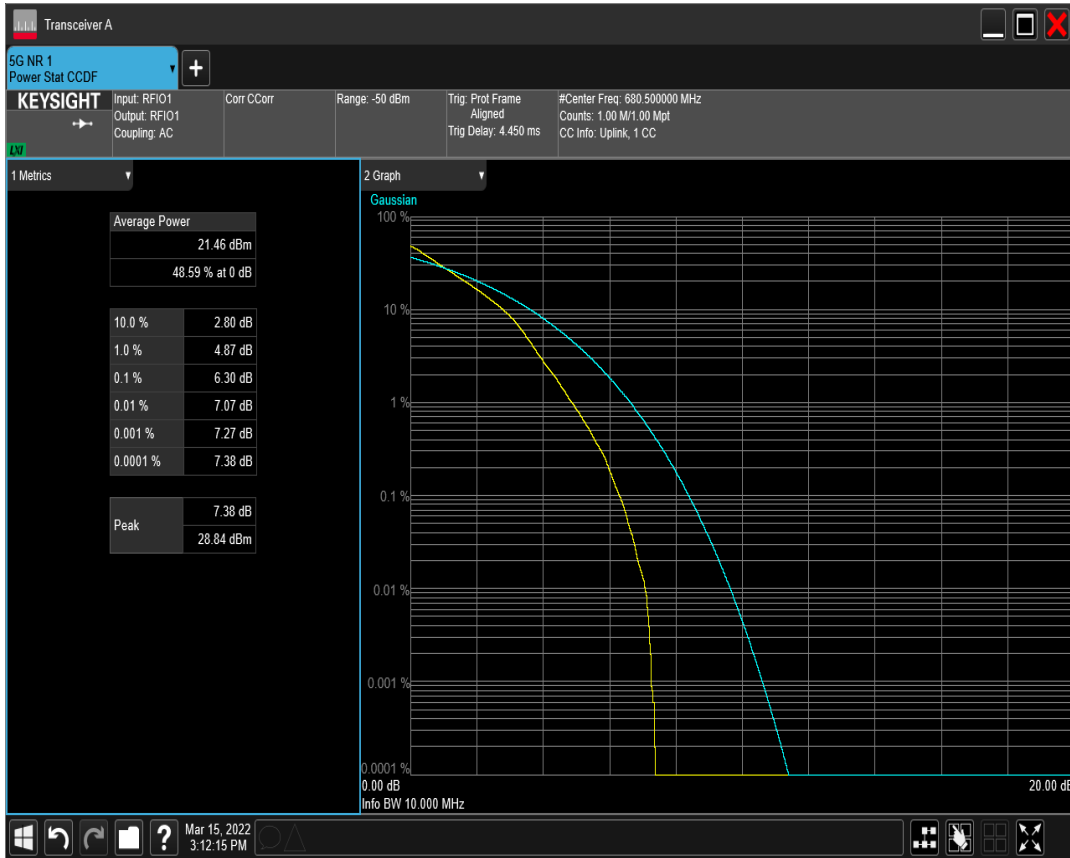 Transceiver A
5G NR 1
Power Stat CCDF
KEYSIGHT
LXI
Input: RFIO1
Output: RFIO1
Coupling: AC
Corr CCorr
Range: -50 dBm
Trig: Prot Frame
Aligned
Trig Delay: 4.450 ms
#Center Freq: 680.500000 MHz
Counts: 1.00 M/1.00 Mpt
CC Info: Uplink, 1 CC
1 Metrics
Average Power
21.46 dBm
48.59 % at 0 dB
10.0 % 2.80 dB
1.0 % 4.87 dB
0.1 % 6.30 dB
0.01 % 7.07 dB
0.001 % 7.27 dB
0.0001 % 7.38 dB
Peak
7.38 dB
28.84 dBm
2 Graph
Gaussian
100 %
10 %
1 %
0.1 %
0.01 %
0.001 %
0.0001 %
0.00 dB 20.00 dB
Info BW 10.000 MHz
?
Mar 15, 2022
3:12:15 PM